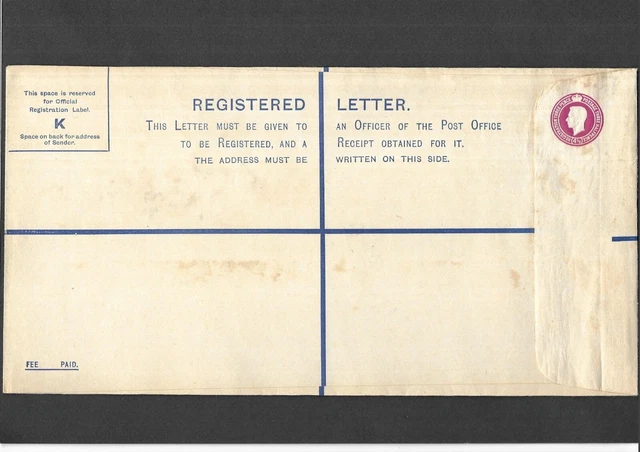 This space is reserved
for Official
Registration Label.
K
Space on back for address
of Sender.
REGISTERED LETTER.
THIS LETTER MUST BE GIVEN TO AN OFFICER OF THE POST OFFICE
TO BE REGISTERED, AND A RECEIPT OBTAINED FOR IT.
THE ADDRESS MUST BE WRITTEN ON THIS SIDE.
FEE PAID.